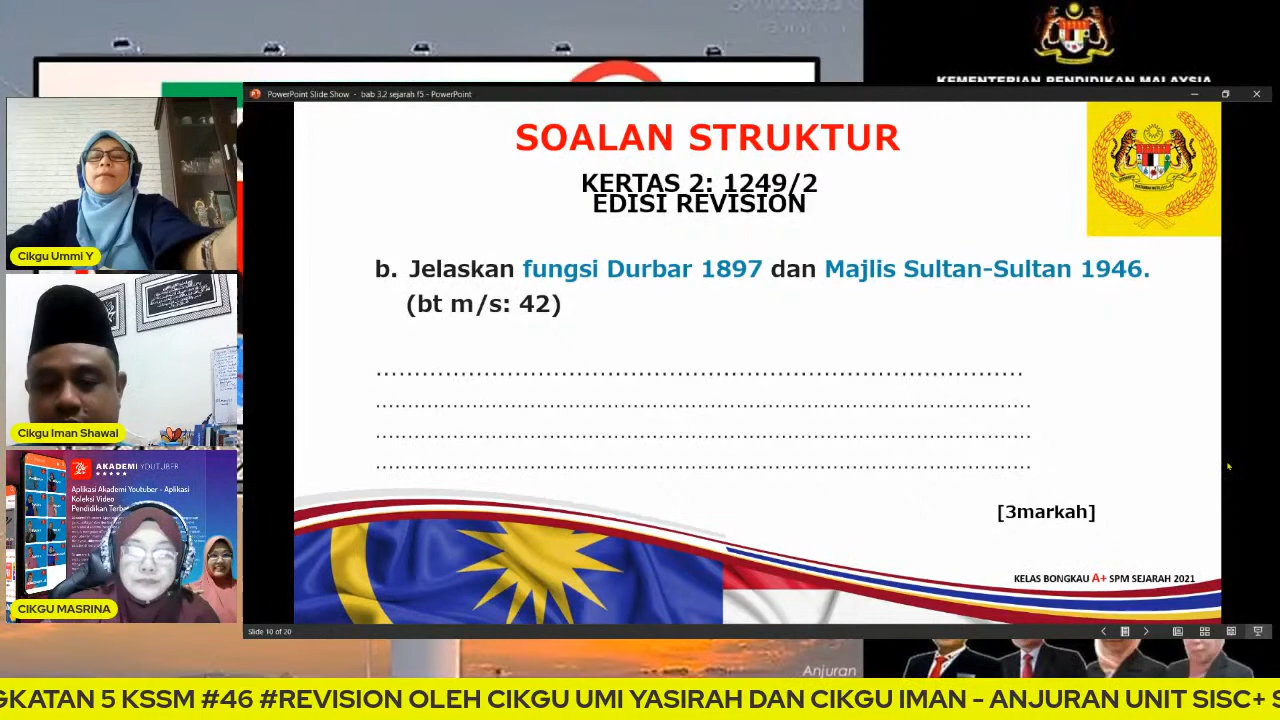 KEMENTERIAN PENDIDIKAN MALAYSIA
PowerPoint Slide Show - bab 3.2 sejarah f5 - PowerPoint
SOALAN STRUKTUR
KERTAS 2: 1249/2
EDISI REVISION
b. Jelaskan fungsi Durbar 1897 dan Majlis Sultan-Sultan 1946.
(bt m/s: 42)
[3markah]
KELAS BONGKAU A+ SPM SEJARAH 2021
Slide 10 of 20
Cikgu Ummi Y
Cikgu Iman Shawal
AKADEMI YOUTUBER
Aplikasi Akademi Youtuber - Aplikasi
Koleksi Video
CIKGU MASRINA
Anjuran
GKATAN 5 KSSM #46 #REVISION OLEH CIKGU UMI YASIRAH DAN CIKGU IMAN - ANJURAN UNIT SISC+ S